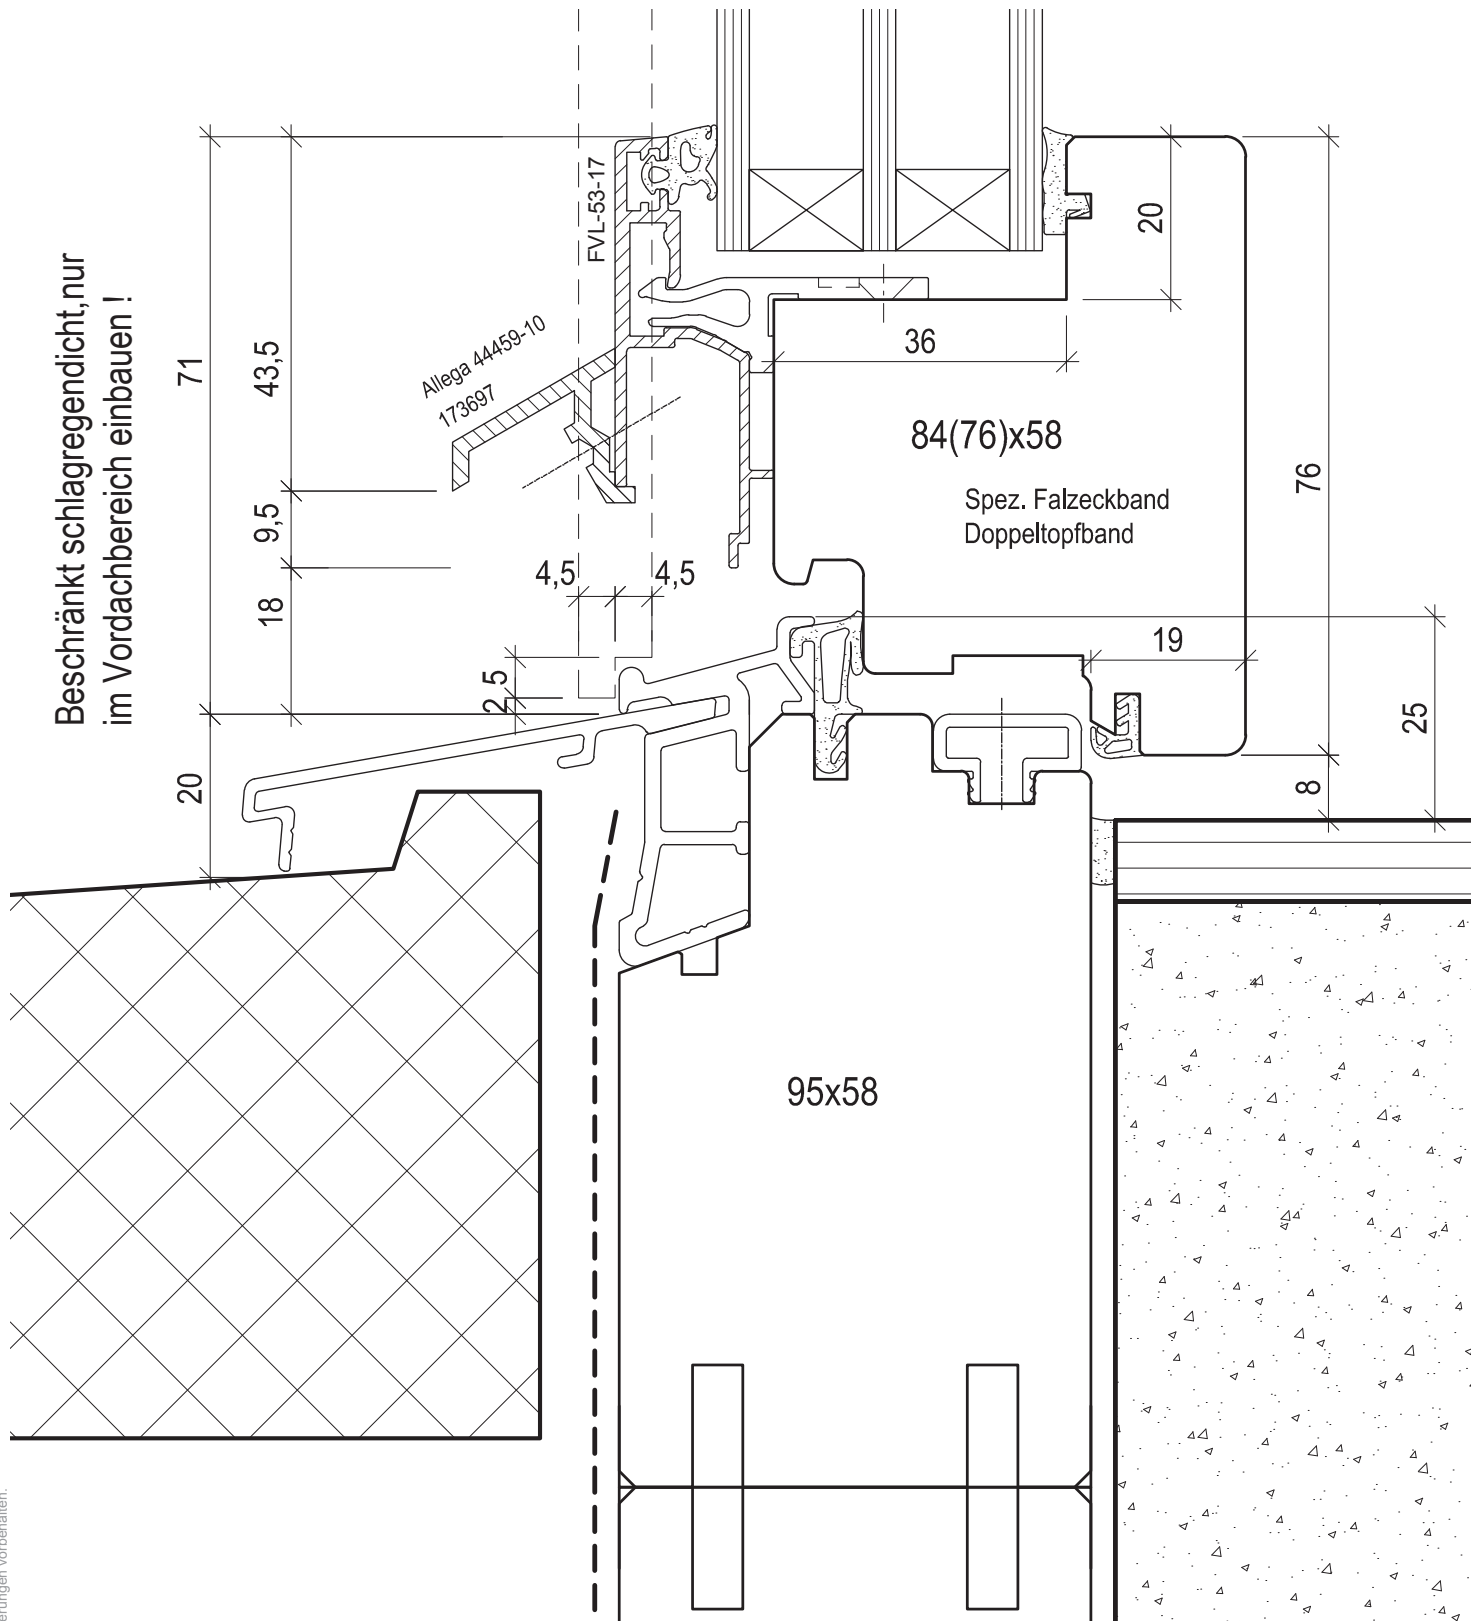 Beschränkt schlagregendicht,nur
im Vordachbereich einbauen !
71
43,5
9,5
18
20
FVL-53-17
Allega 44459-10
173697
4,5
4,5
5
2
20
36
84(76)x58
Spez. Falzeckband
Doppeltopfband
76
19
25
8
95x58
erungen vorbehalten.